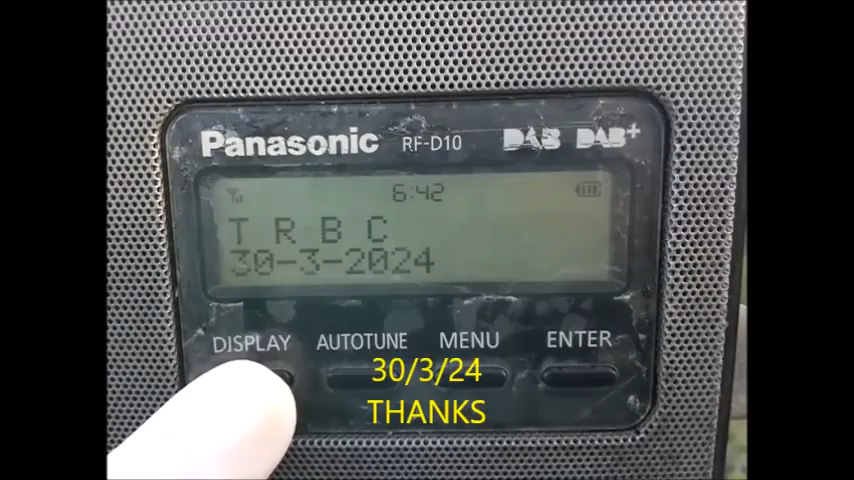 Panasonic RF-D10 DAB DAB+
6:42
T R B C
30-3-2024
DISPLAY AUTOTUNE MENU ENTER
30/3/24
THANKS